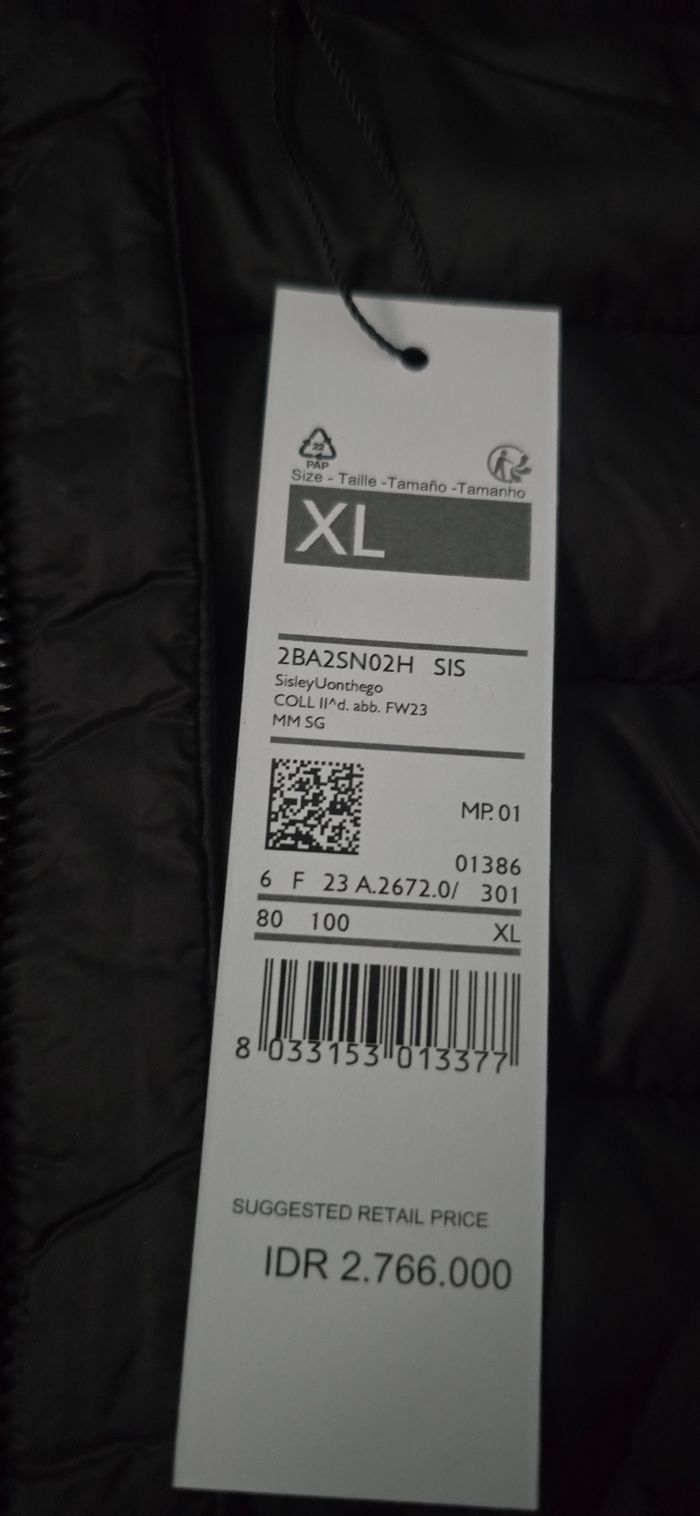 22
PAP
Size - Taille -Tamaño -Tamanho
XL
2BA2SN02H SIS
SisleyUonthego
COLL II^d. abb. FW23
MM SG
MP. 01
01386
6 F 23 A.2672.0/ 301
80 100 XL
8 033153 013377
SUGGESTED RETAIL PRICE
IDR 2.766.000